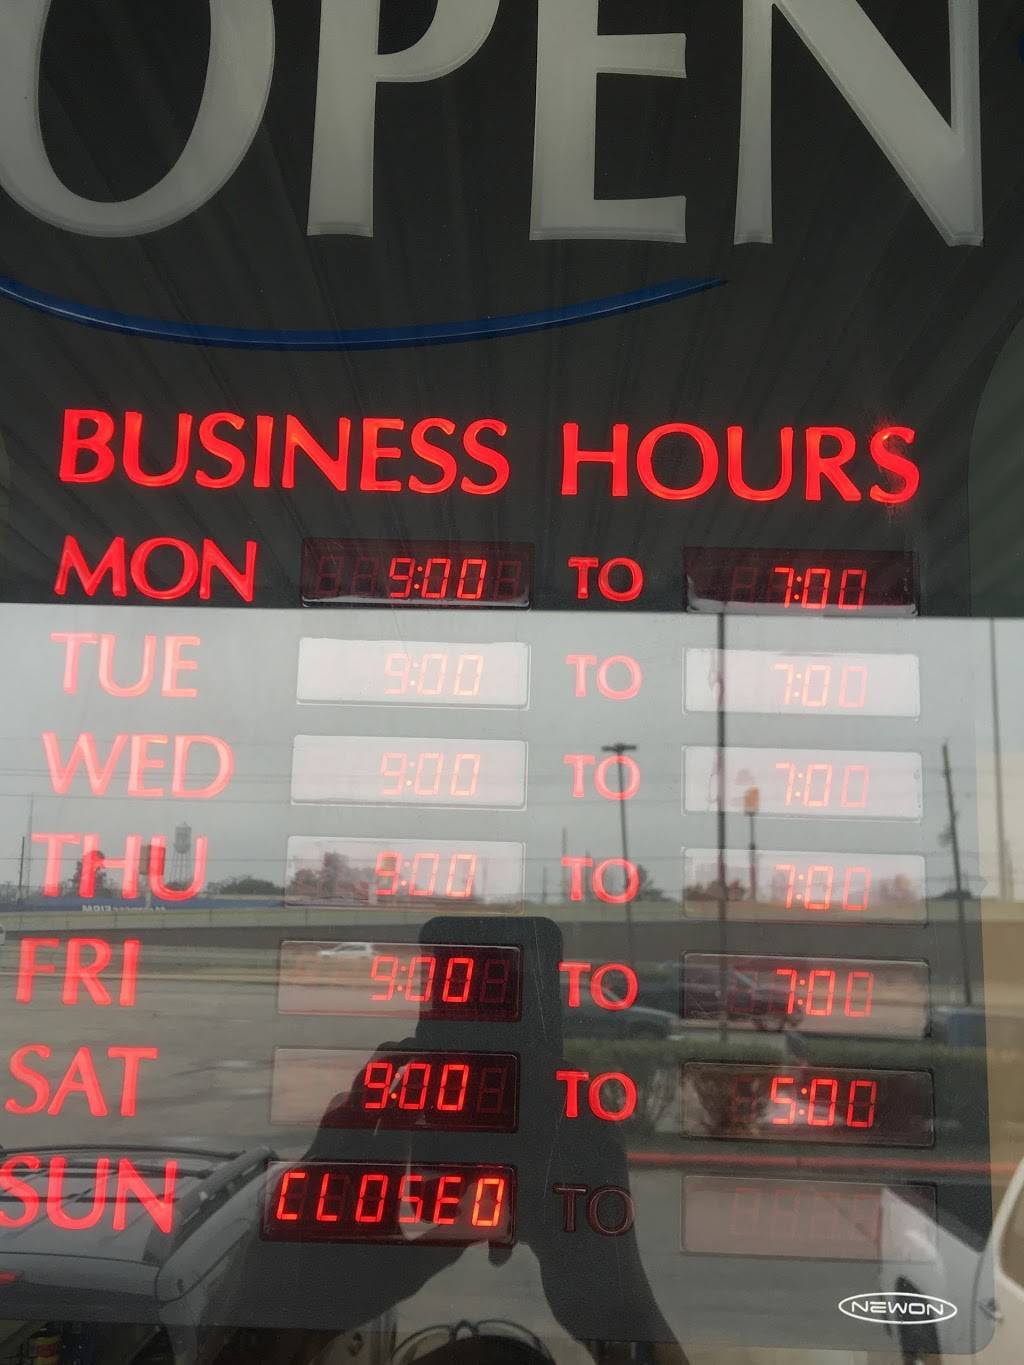 OPEN
BUSINESS HOURS
MON 9:00 TO 7:00
TUE 9:00 TO 7:00
WED 9:00 TO 7:00
THU 9:00 TO 7:00
FRI 9:00 TO 7:00
SAT 9:00 TO 5:00
SUN CLOSED TO
NEWON